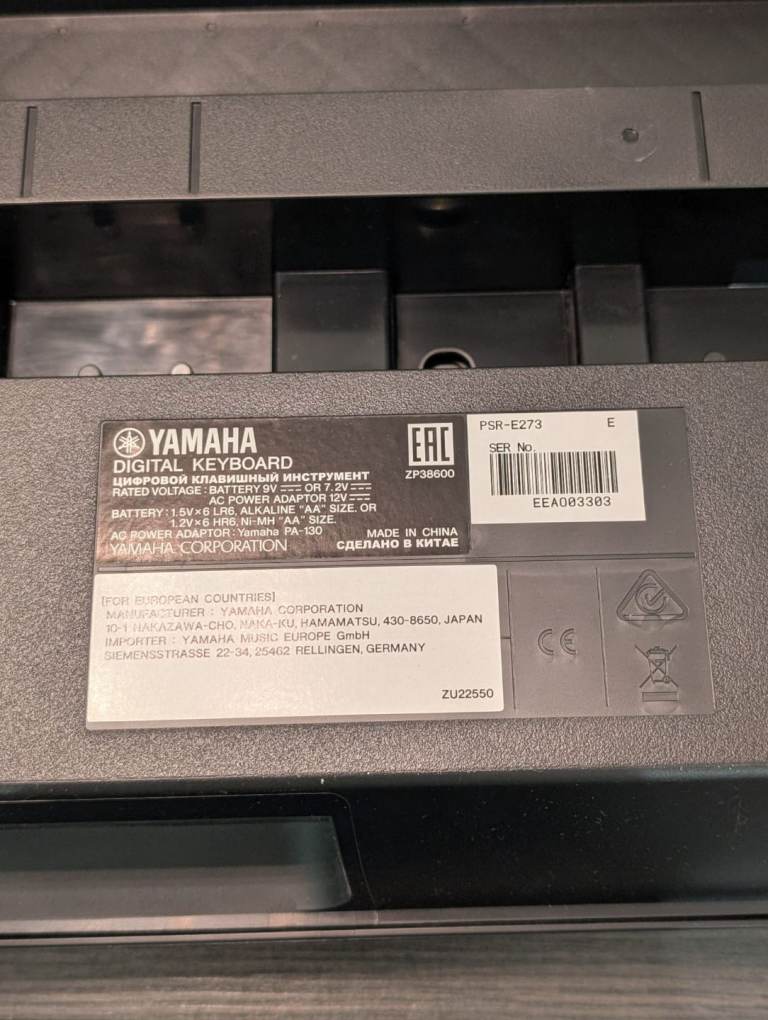 YAMAHA
DIGITAL KEYBOARD
ЦИФРОВОЙ КЛАВИШНЫЙ ИНСТРУМЕНТ
RATED VOLTAGE : BATTERY 9V ⎓ OR 7.2V ⎓
AC POWER ADAPTOR 12V ⎓
BATTERY : 1.5V×6 LR6, ALKALINE "AA" SIZE. OR
1.2V×6 HR6, Ni-MH "AA" SIZE.
AC POWER ADAPTOR : Yamaha PA-130
YAMAHA CORPORATION
MADE IN CHINA
СДЕЛАНО В КИТАЕ
EAC
ZP38600
PSR-E273 E
SER No.
EEAO03303
[FOR EUROPEAN COUNTRIES]
MANUFACTURER : YAMAHA CORPORATION
10-1 NAKAZAWA-CHO, NAKA-KU, HAMAMATSU, 430-8650, JAPAN
IMPORTER : YAMAHA MUSIC EUROPE GmbH
SIEMENSSTRASSE 22-34, 25462 RELLINGEN, GERMANY
ZU22550
CE